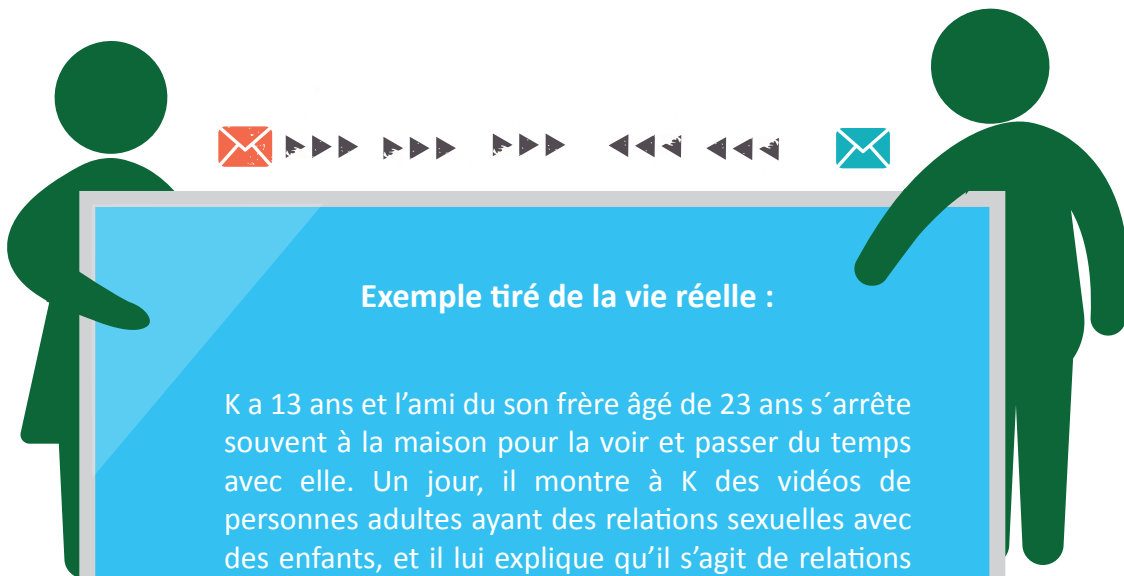 Exemple tiré de la vie réelle :
K a 13 ans et l’ami du son frère âgé de 23 ans s´arrête
souvent à la maison pour la voir et passer du temps
avec elle. Un jour, il montre à K des vidéos de
personnes adultes ayant des relations sexuelles avec
des enfants, et il lui explique qu’il s’agit de relations